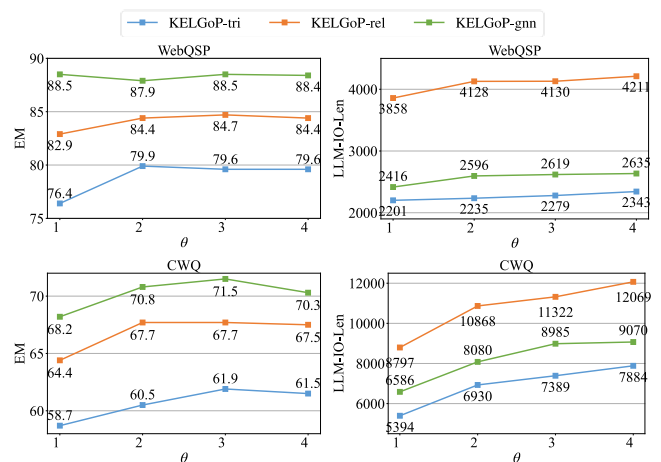 KELGoP-tri KELGoP-rel KELGoP-gnn
WebQSP
90
85
80
75
EM
88.5 87.9 88.5 88.4
82.9 84.4 84.7 84.4
76.4 79.9 79.6 79.6
1 2 3 4
θ
WebQSP
4000
3000
2000
LLM-IO-Len
3858 4128 4130 4211
2416 2596 2619 2635
2201 2235 2279 2343
1 2 3 4
θ
CWQ
70
65
60
EM
68.2 70.8 71.5 70.3
64.4 67.7 67.7 67.5
58.7 60.5 61.9 61.5
1 2 3 4
θ
CWQ
12000
10000
8000
6000
LLM-IO-Len
8797 10868 11322 12069
6586 8080 8985 9070
5394 6930 7389 7884
1 2 3 4
θ